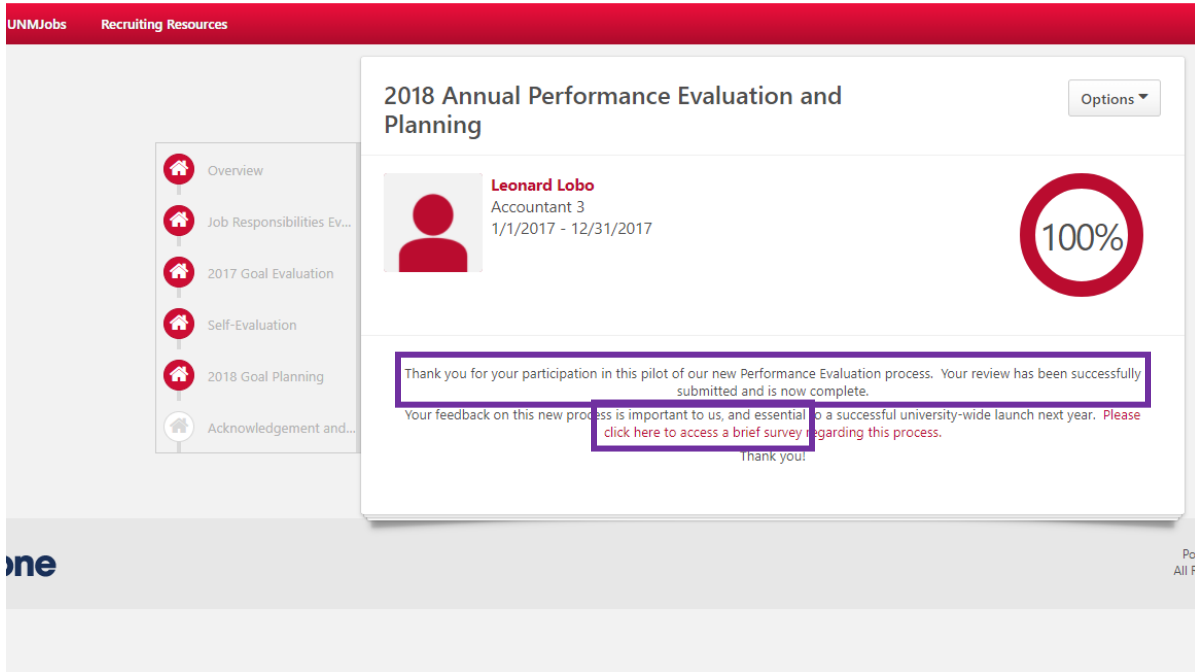 UNMJobs Recruiting Resources
2018 Annual Performance Evaluation and
Planning
Options
Overview
Job Responsibilities Ev...
2017 Goal Evaluation
Self-Evaluation
2018 Goal Planning
Acknowledgement and...
Leonard Lobo
Accountant 3
1/1/2017 - 12/31/2017
100%
Thank you for your participation in this pilot of our new Performance Evaluation process. Your review has been successfully
submitted and is now complete.
Your feedback on this new process is important to us, and essential to a successful university-wide launch next year. Please
click here to access a brief survey regarding this process.
Thank you!
one
Po
All